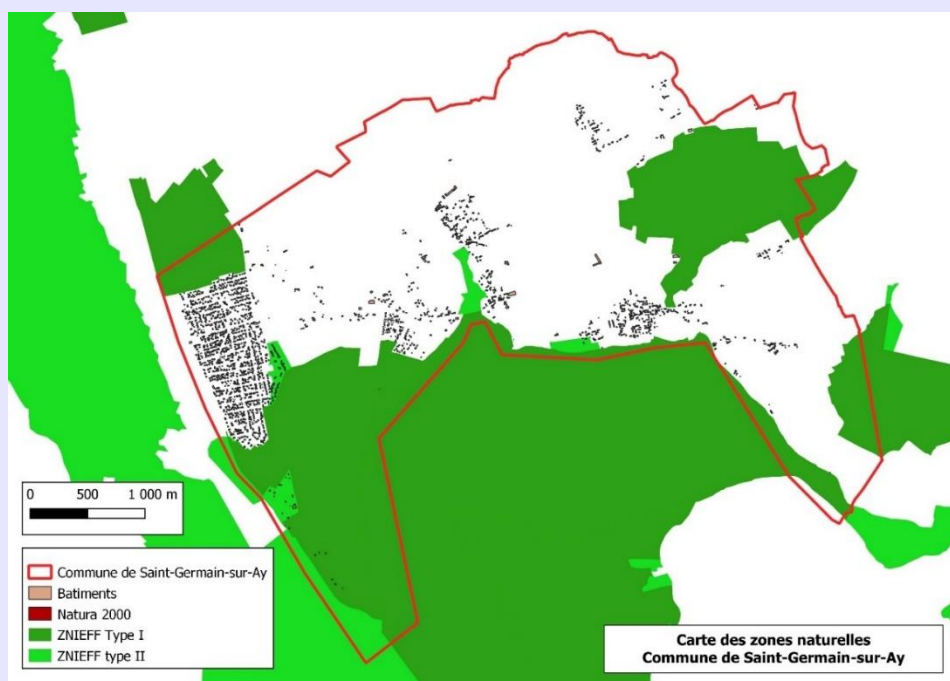 0 500 1 000 m
Commune de Saint-Germain-sur-Ay
Batiments
Natura 2000
ZNIEFF Type I
ZNIEFF type II
Carte des zones naturelles
Commune de Saint-Germain-sur-Ay